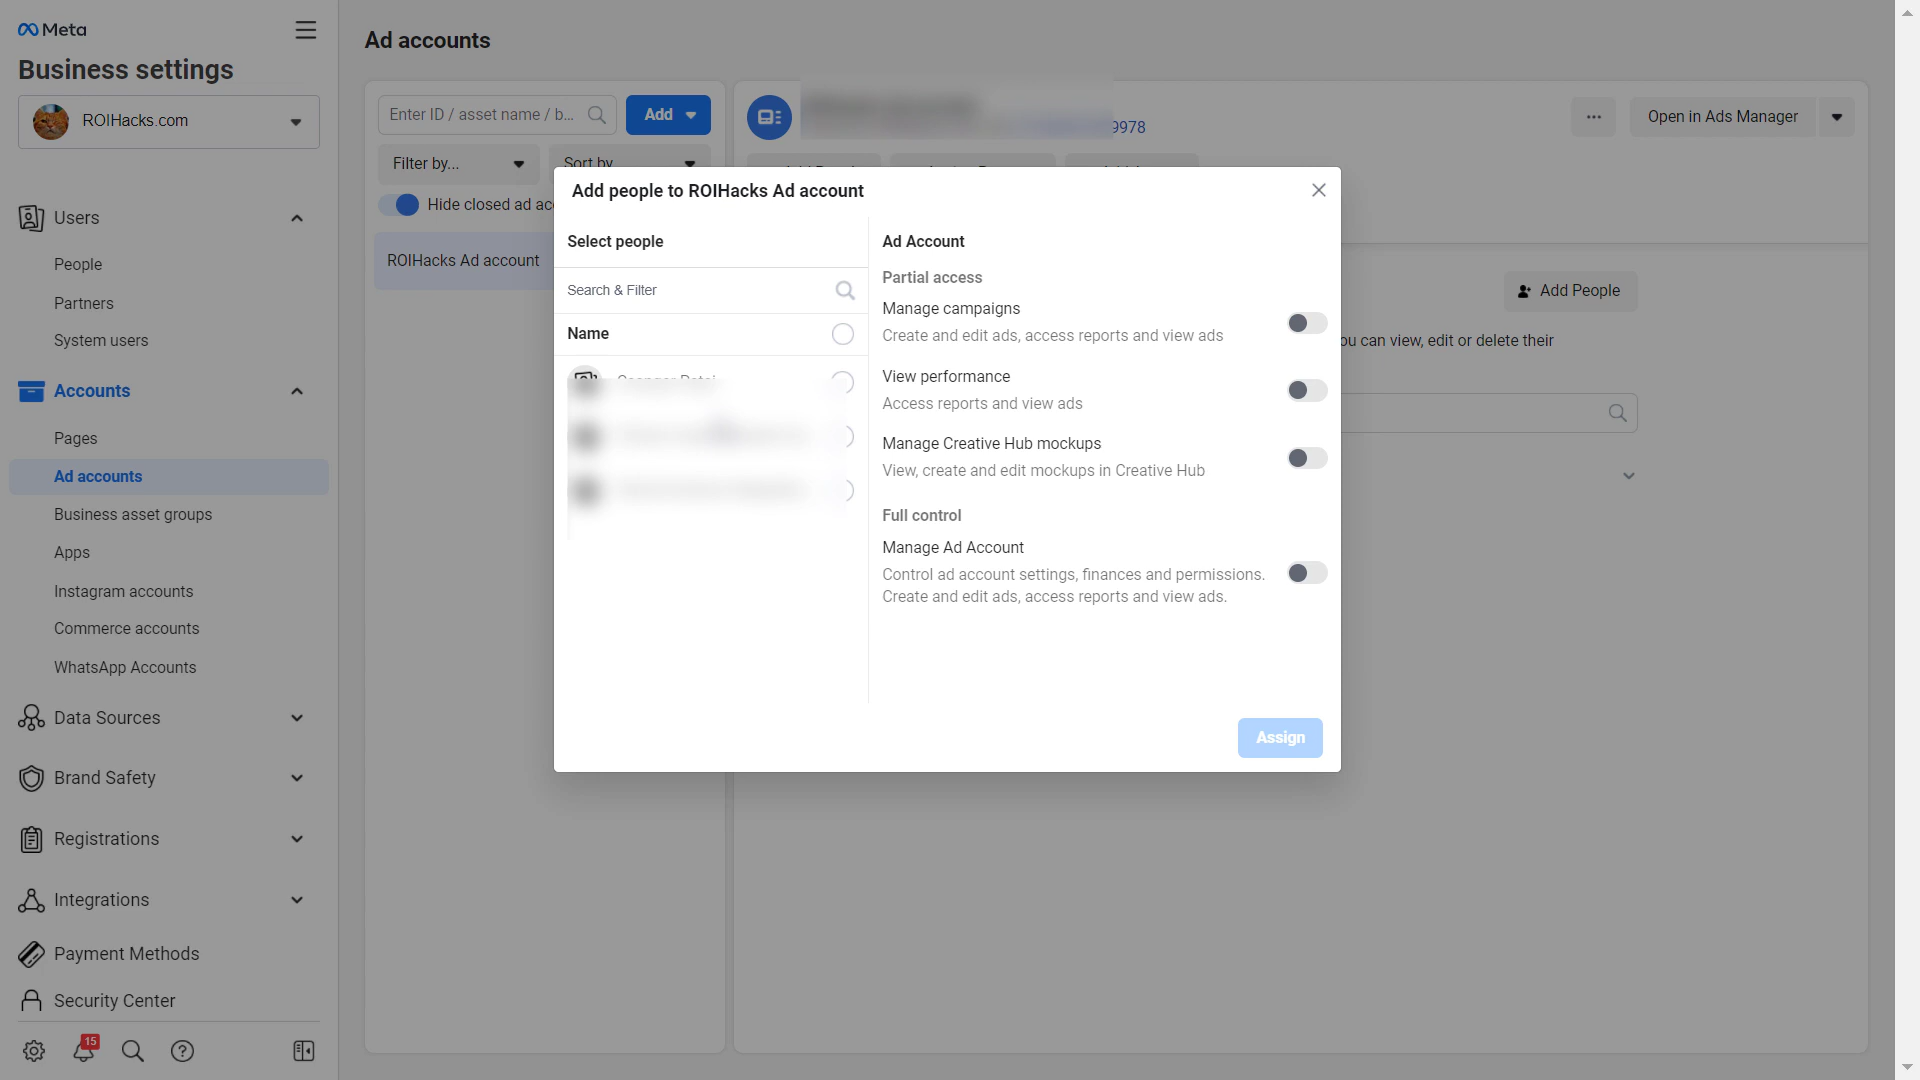 Meta
Business settings
ROIHacks.com
Users
People
Partners
System users
Accounts
Pages
Ad accounts
Business asset groups
Apps
Instagram accounts
Commerce accounts
WhatsApp Accounts
Data Sources
Brand Safety
Registrations
Integrations
Payment Methods
Security Center
15
Ad accounts
Enter ID / asset name / b...
Add
Filter by...
Sort by
Hide closed ad acc
ROIHacks Ad account
9978
Open in Ads Manager
Add People
ou can view, edit or delete their
Add people to ROIHacks Ad account
Select people
Search & Filter
Name
Ad Account
Partial access
Manage campaigns
Create and edit ads, access reports and view ads
View performance
Access reports and view ads
Manage Creative Hub mockups
View, create and edit mockups in Creative Hub
Full control
Manage Ad Account
Control ad account settings, finances and permissions.
Create and edit ads, access reports and view ads.
Assign